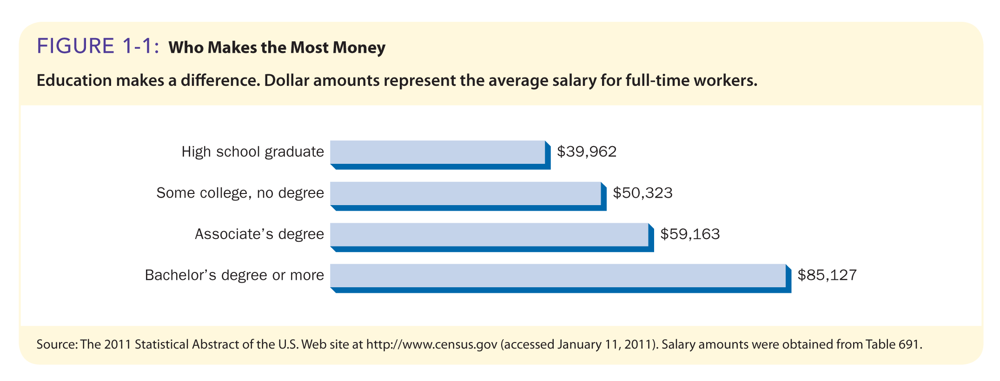 FIGURE 1-1: Who Makes the Most Money
Education makes a difference. Dollar amounts represent the average salary for full-time workers.
High school graduate $39,962
Some college, no degree $50,323
Associate’s degree $59,163
Bachelor’s degree or more $85,127
Source: The 2011 Statistical Abstract of the U.S. Web site at http://www.census.gov (accessed January 11, 2011). Salary amounts were obtained from Table 691.